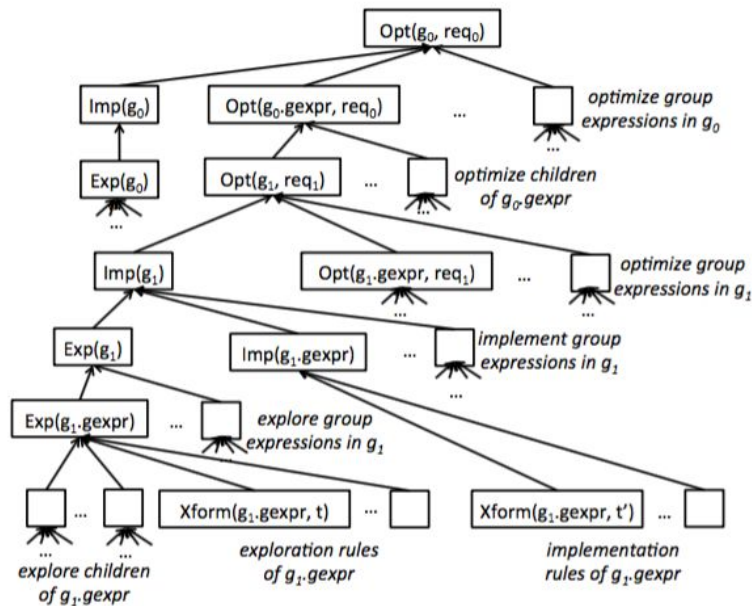 Opt(g₀, req₀)
Imp(g₀)
Opt(g₀.gexpr, req₀)
...
optimize group
expressions in g₀
...
Exp(g₀)
...
Opt(g₁, req₁)
...
...
optimize children
of g₀.gexpr
Imp(g₁)
Opt(g₁.gexpr, req₁)
...
...
optimize group
expressions in g₁
...
Exp(g₁)
Imp(g₁.gexpr)
...
implement group
expressions in g₁
...
Exp(g₁.gexpr)
...
explore group
expressions in g₁
...
...
Xform(g₁.gexpr, t)
...
Xform(g₁.gexpr, t')
...
...
...
explore children
of g₁.gexpr
exploration rules
of g₁.gexpr
implementation
rules of g₁.gexpr